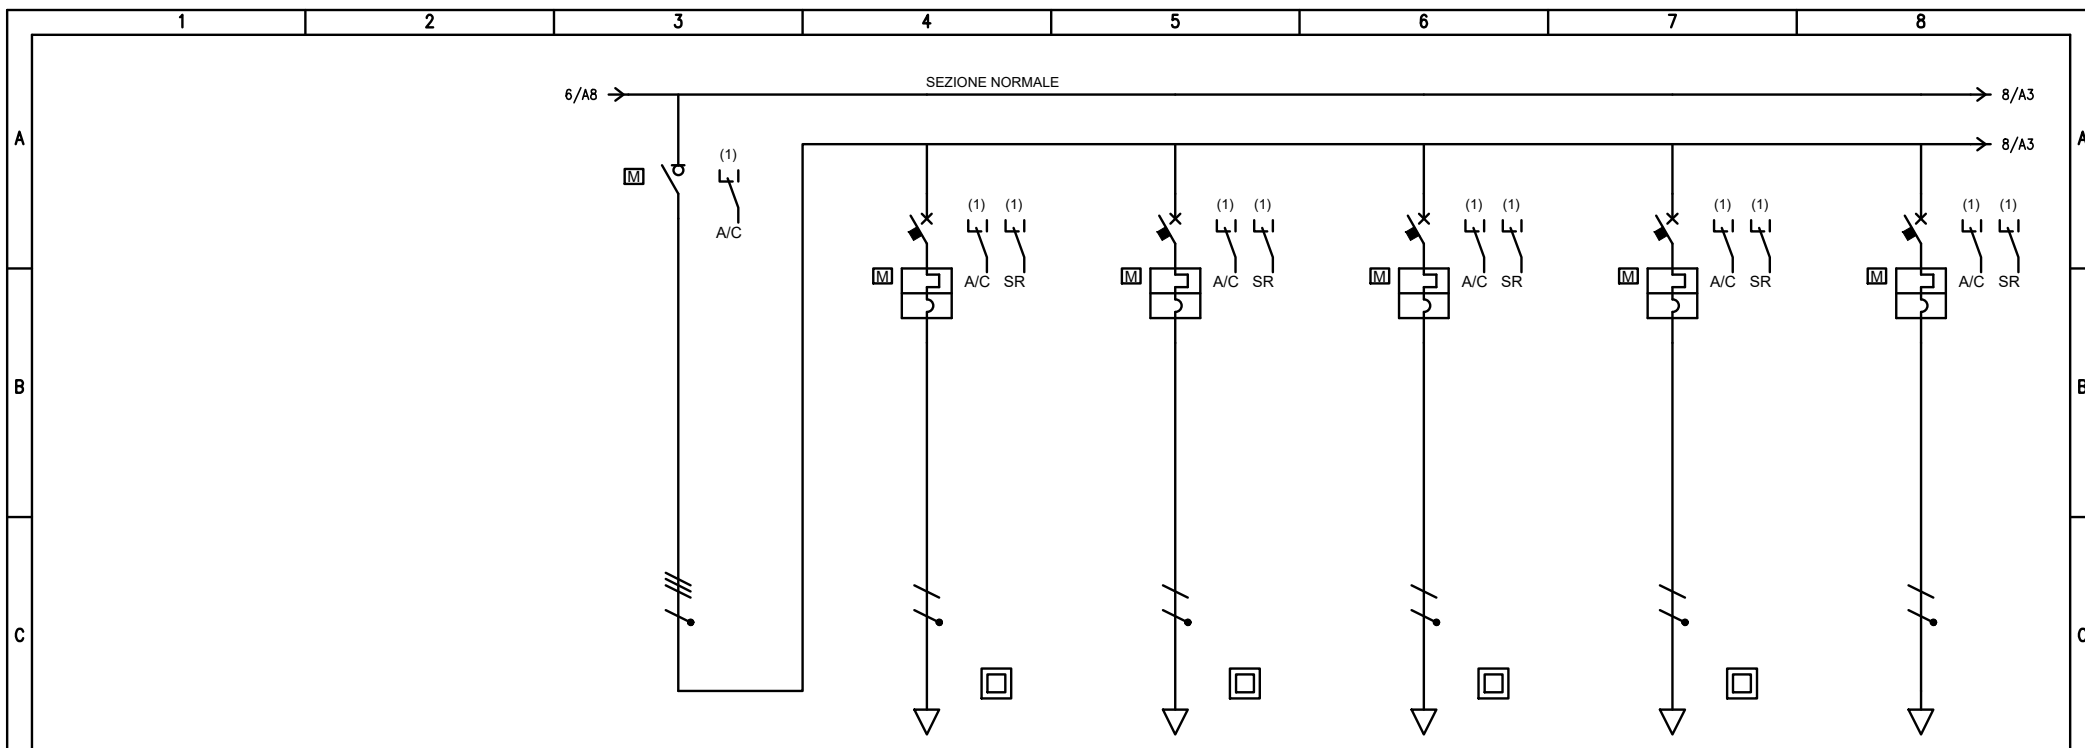 1 2 3 4 5 6 7 8
SEZIONE NORMALE
6/A8 8/A3
A 8/A3 A
(1)
M
A/C
(1) (1) (1) (1) (1) (1) (1) (1) (1) (1)
M A/C SR M A/C SR M A/C SR M A/C SR M A/C SR
B B
C C